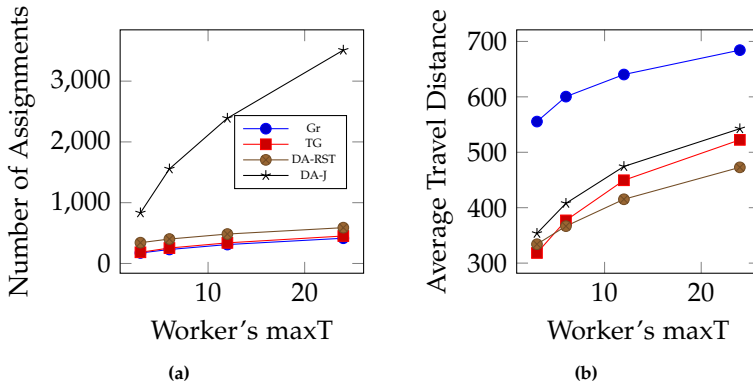 Number of Assignments
3,000
2,000
1,000
0
Gr
TG
DA-RST
DA-J
10
20
Worker's maxT
(a)
Average Travel Distance
700
600
500
400
300
10
20
Worker's maxT
(b)